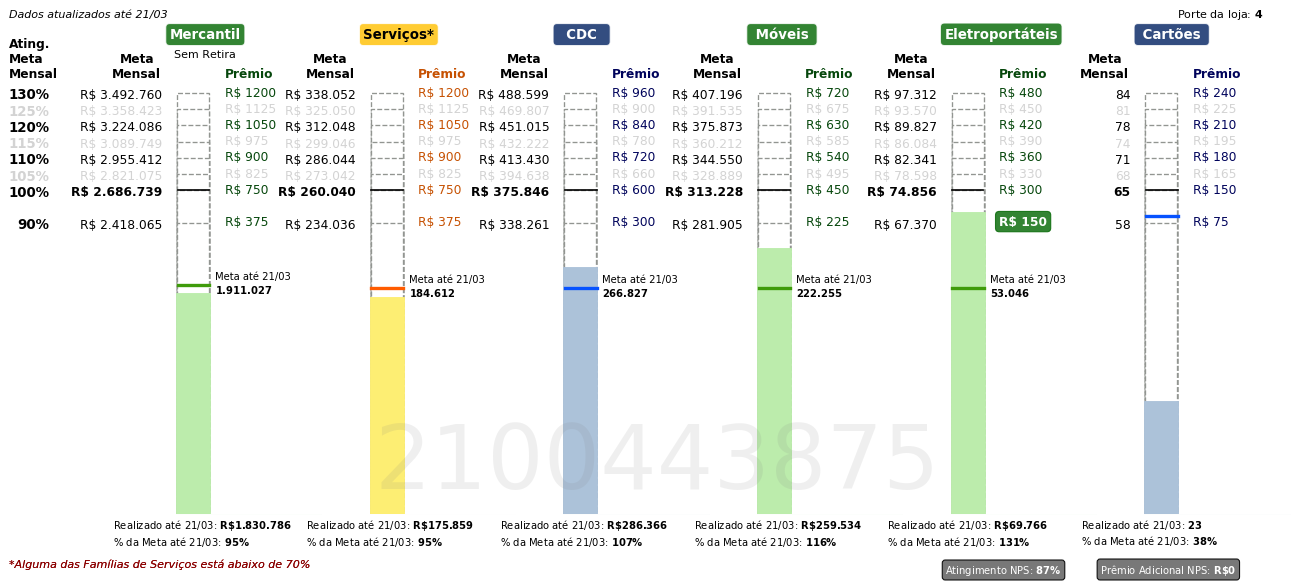 Dados atualizados até 21/03 Porte da loja: 4
Mercantil Serviços* CDC Móveis Eletroportáteis Cartões
Sem Retira
Ating. Meta Mensal Meta Mensal Prêmio Meta Mensal Prêmio Meta Mensal Prêmio Meta Mensal Prêmio Meta Mensal Prêmio Meta Mensal Prêmio
130% R$ 3.492.760 R$ 1200 R$ 338.052 R$ 1200 R$ 488.599 R$ 960 R$ 407.196 R$ 720 R$ 97.312 R$ 480 84 R$ 240
125% R$ 3.358.423 R$ 1125 R$ 325.050 R$ 1125 R$ 469.807 R$ 900 R$ 391.535 R$ 675 R$ 93.570 R$ 450 81 R$ 225
120% R$ 3.224.086 R$ 1050 R$ 312.048 R$ 1050 R$ 451.015 R$ 840 R$ 375.873 R$ 630 R$ 89.827 R$ 420 78 R$ 210
115% R$ 3.089.749 R$ 975 R$ 299.046 R$ 975 R$ 432.222 R$ 780 R$ 360.212 R$ 585 R$ 86.084 R$ 390 74 R$ 195
110% R$ 2.955.412 R$ 900 R$ 286.044 R$ 900 R$ 413.430 R$ 720 R$ 344.550 R$ 540 R$ 82.341 R$ 360 71 R$ 180
105% R$ 2.821.075 R$ 825 R$ 273.042 R$ 825 R$ 394.638 R$ 660 R$ 328.889 R$ 495 R$ 78.598 R$ 330 68 R$ 165
100% R$ 2.686.739 R$ 750 R$ 260.040 R$ 750 R$ 375.846 R$ 600 R$ 313.228 R$ 450 R$ 74.856 R$ 300 65 R$ 150
90% R$ 2.418.065 R$ 375 R$ 234.036 R$ 375 R$ 338.261 R$ 300 R$ 281.905 R$ 225 R$ 67.370 R$ 150 58 R$ 75
Meta até 21/03 Meta até 21/03 Meta até 21/03 Meta até 21/03 Meta até 21/03
1.911.027 184.612 266.827 222.255 53.046
2100443875
Realizado até 21/03: R$1.830.786 Realizado até 21/03: R$175.859 Realizado até 21/03: R$286.366 Realizado até 21/03: R$259.534 Realizado até 21/03: R$69.766 Realizado até 21/03: 23
% da Meta até 21/03: 95% % da Meta até 21/03: 95% % da Meta até 21/03: 107% % da Meta até 21/03: 116% % da Meta até 21/03: 131% % da Meta até 21/03: 38%
*Alguma das Famílias de Serviços está abaixo de 70% Atingimento NPS: 87% Prêmio Adicional NPS: R$0